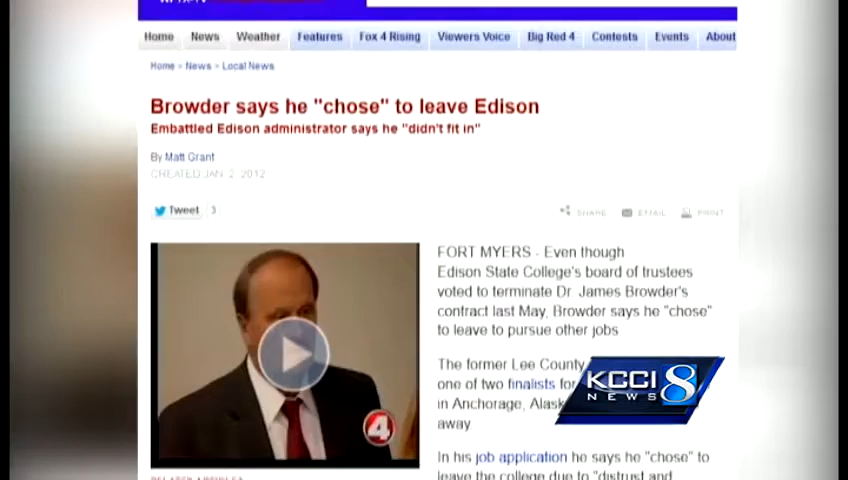 Home News Weather Features Fox 4 Rising Viewers Voice Big Red 4 Contests Events About
Home > News > Local News
Browder says he "chose" to leave Edison
Embattled Edison administrator says he "didn't fit in"
By Matt Grant
CREATED JAN. 2, 2012
Tweet 3
SHARE EMAIL PRINT
4
FORT MYERS - Even though
Edison State College's board of trustees
voted to terminate Dr. James Browder's
contract last May, Browder says he "chose"
to leave to pursue other jobs
The former Lee County
one of two finalists for
in Anchorage,
away
In his job application he says he "chose" to
leave the college due to "distrust and
KCCI 8
NEWS